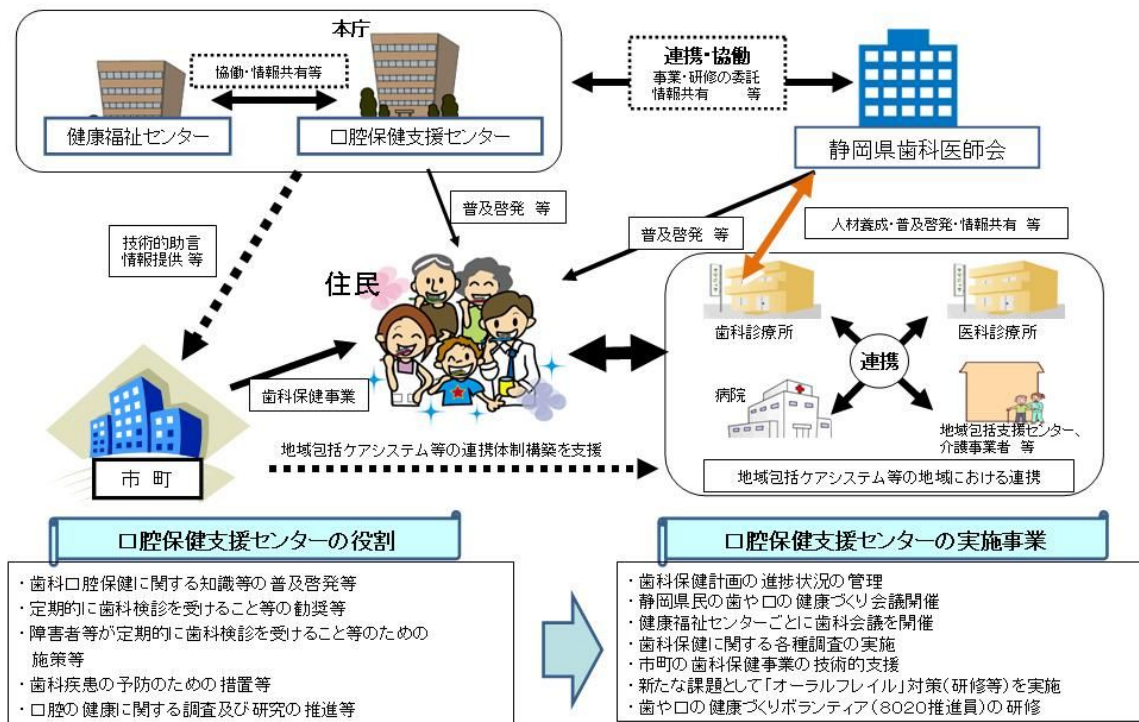 本庁
協働・情報共有等
健康福祉センター
口腔保健支援センター
連携・協働
事業・研修の委託
情報共有　　等
静岡県歯科医師会
技術的助言
情報提供 等
普及啓発 等
普及啓発 等
人材養成・普及啓発・情報共有 等
住民
歯科保健事業
市 町
歯科診療所
医科診療所
連携
病院
地域包括支援センター、
介護事業者 等
地域包括ケアシステム等の連携体制構築を支援
地域包括ケアシステム等の地域における連携
口腔保健支援センターの役割
・歯科口腔保健に関する知識等の普及啓発等
・定期的に歯科検診を受けること等の勧奨等
・障害者等が定期的に歯科検診を受けること等のための
施策等
・歯科疾患の予防のための措置等
・口腔の健康に関する調査及び研究の推進等
口腔保健支援センターの実施事業
・歯科保健計画の進捗状況の管理
・静岡県民の歯や口の健康づくり会議開催
・健康福祉センターごとに歯科会議を開催
・歯科保健に関する各種調査の実施
・市町の歯科保健事業の技術的支援
・新たな課題として「オーラルフレイル」対策(研修等)を実施
・歯や口の健康づくりボランティア(8020推進員)の研修